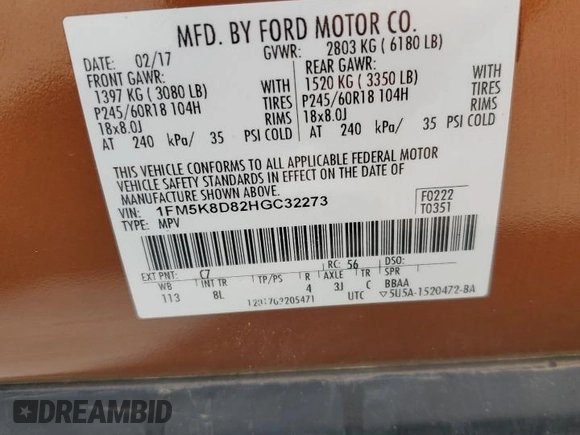 MFD. BY FORD MOTOR CO.
DATE: 02/17 GVWR: 2803 KG ( 6180 LB)
FRONT GAWR: REAR GAWR:
1397 KG ( 3080 LB) WITH 1520 KG ( 3350 LB) WITH
P245/60R18 104H TIRES P245/60R18 104H TIRES
18x8.0J RIMS 18x8.0J RIMS
AT 240 kPa/ 35 PSI COLD AT 240 kPa/ 35 PSI COLD
THIS VEHICLE CONFORMS TO ALL APPLICABLE FEDERAL MOTOR
VEHICLE SAFETY STANDARDS IN EFFECT ON THE DATE OF
MANUFACTURE SHOWN ABOVE.
VIN: 1FM5K8D82HGC32273 F0222
TYPE: MPV T0351
EXT PNT: C7 RC: 56 DSO:
WB INT TR TP/PS R AXLE TR SPR
113 BL 4 3J C BBAA
12017692054​71 UTC ▽5U5A-1520472-BA
DREAMBID